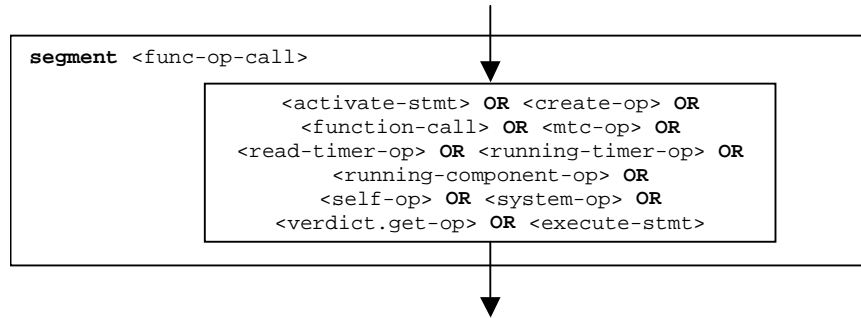 segment <func-op-call>
<activate-stmt> OR <create-op> OR
<function-call> OR <mtc-op> OR
<read-timer-op> OR <running-timer-op> OR
<running-component-op> OR
<self-op> OR <system-op> OR
<verdict.get-op> OR <execute-stmt>